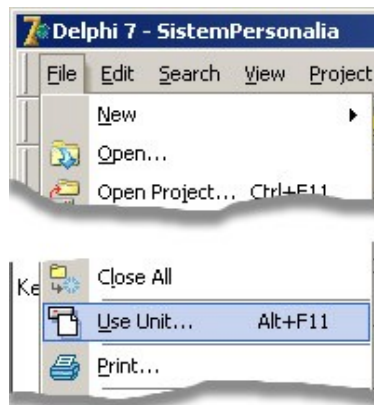 Delphi 7 - SistemPersonalia
File Edit Search View Project
New
Open...
Open Project... Ctrl+F11
Ke
Close All
Use Unit... Alt+F11
Print...